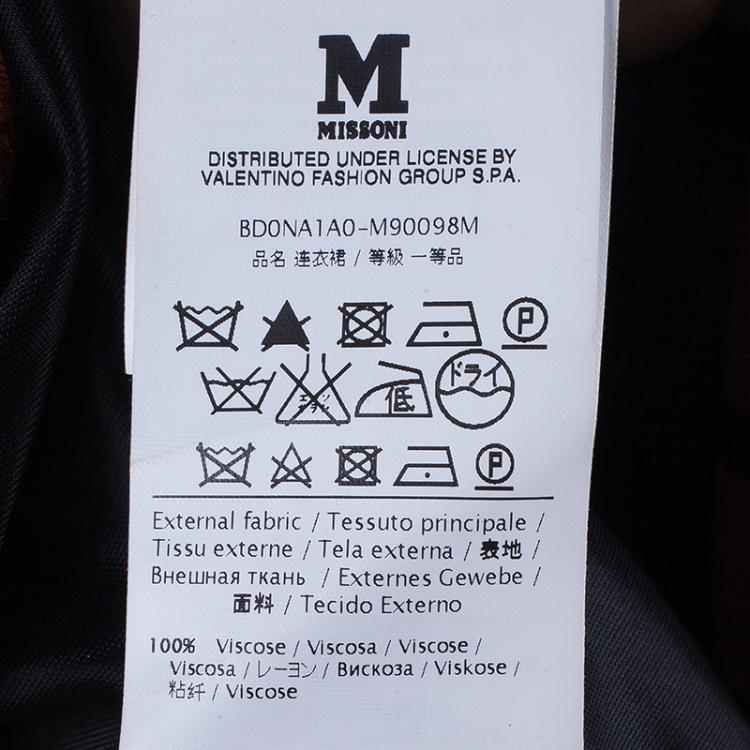 M
MISSONI
DISTRIBUTED UNDER LICENSE BY
VALENTINO FASHION GROUP S.P.A.
BD0NA1A0-M90098M
品名 連衣裙 / 等級 一等品
P
低 ドライ
P
External fabric / Tessuto principale /
Tissu externe / Tela externa / 表地 /
Внешная ткань / Externes Gewebe /
面料 / Tecido Externo
100% Viscose / Viscosa / Viscose /
Viscosa / レーヨン / Вискоза / Viskose /
粘纤 / Viscose